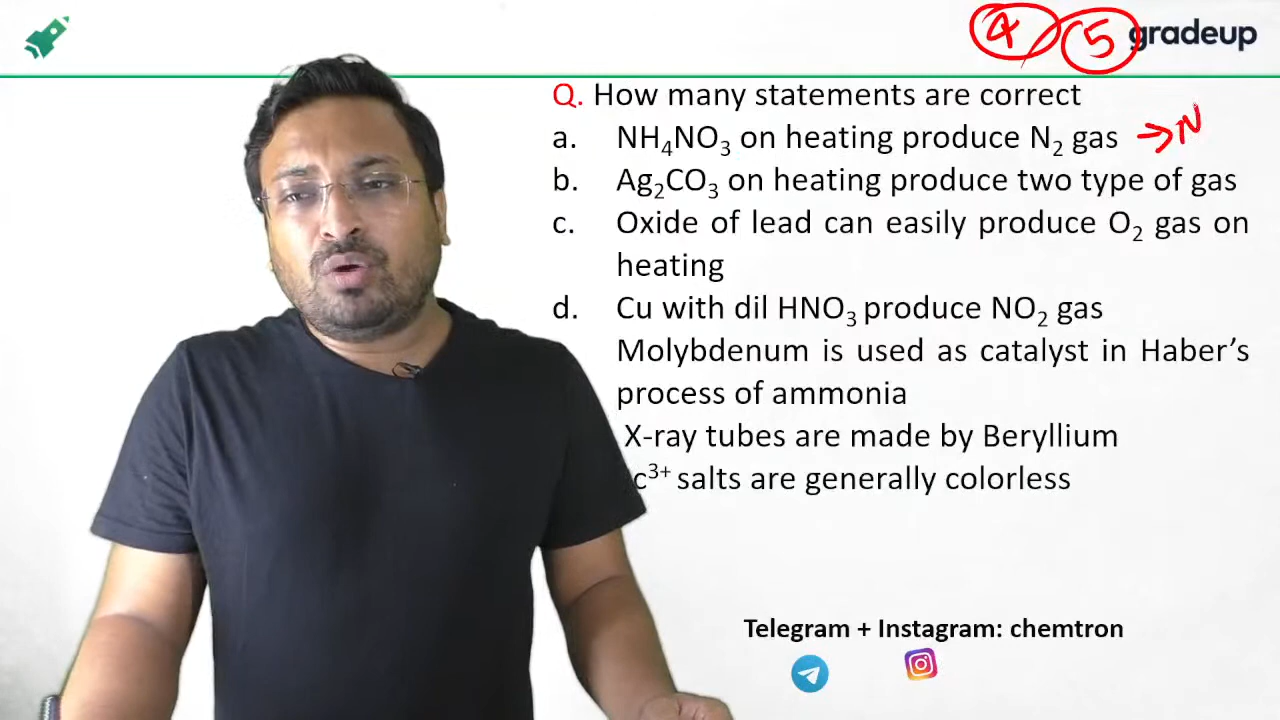 4 5 gradeup
Q. How many statements are correct
a. NH₄NO₃ on heating produce N₂ gas → N
b. Ag₂CO₃ on heating produce two type of gas
c. Oxide of lead can easily produce O₂ gas on
heating
d. Cu with dil HNO₃ produce NO₂ gas
Molybdenum is used as catalyst in Haber’s
process of ammonia
X-ray tubes are made by Beryllium
c³⁺ salts are generally colorless
Telegram + Instagram: chemtron